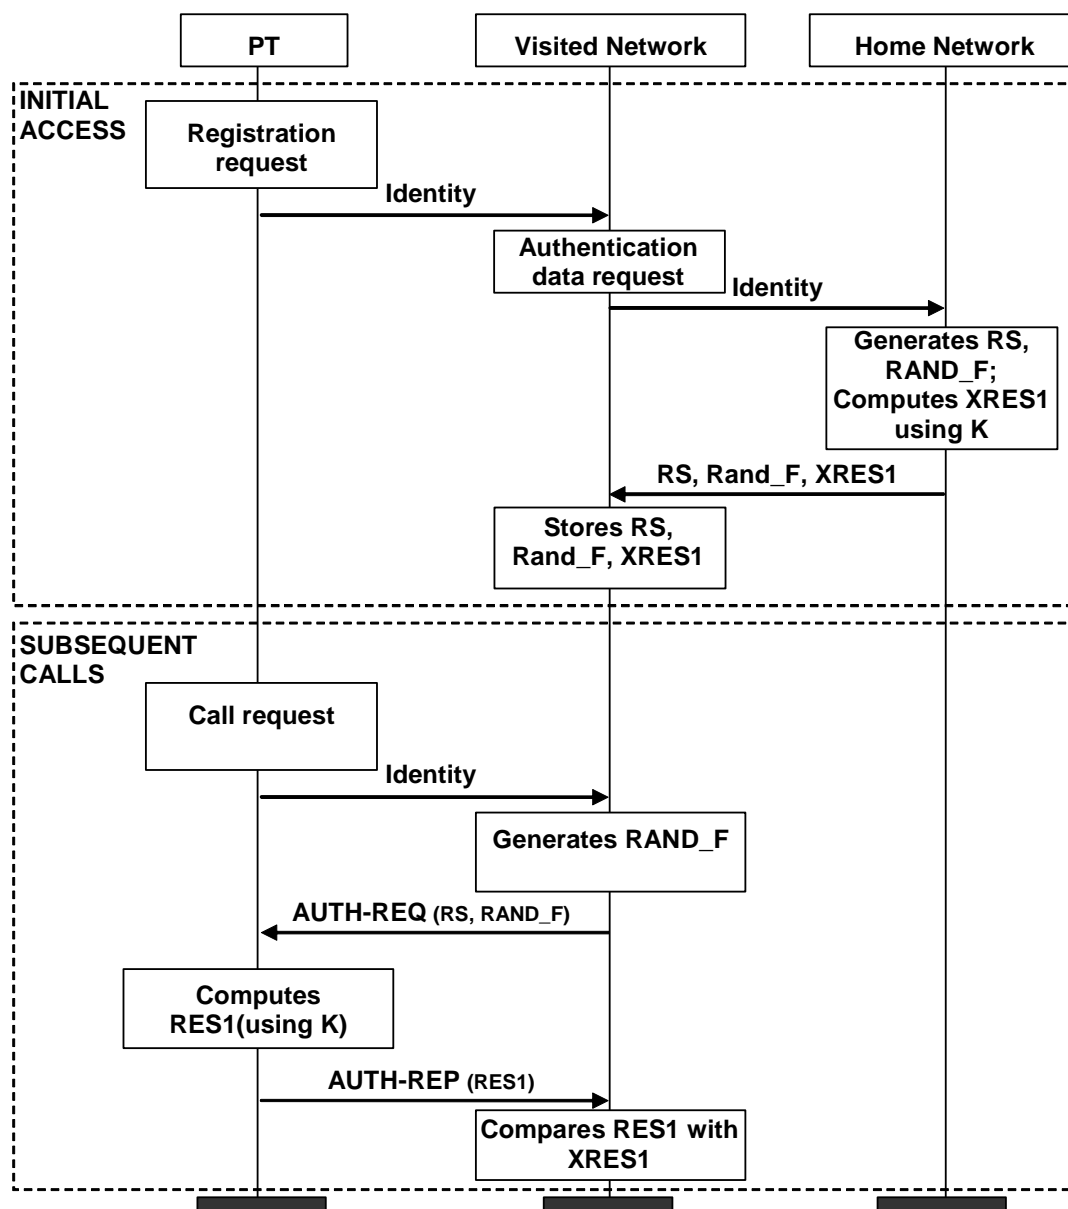 PT
Visited Network
Home Network
INITIAL
ACCESS
Registration
request
Identity
Authentication
data request
Identity
Generates RS,
RAND_F;
Computes XRES1
using K
RS, Rand_F, XRES1
Stores RS,
Rand_F, XRES1
SUBSEQUENT
CALLS
Call request
Identity
Generates RAND_F
AUTH-REQ (RS, RAND_F)
Computes
RES1(using K)
AUTH-REP (RES1)
Compares RES1 with
XRES1